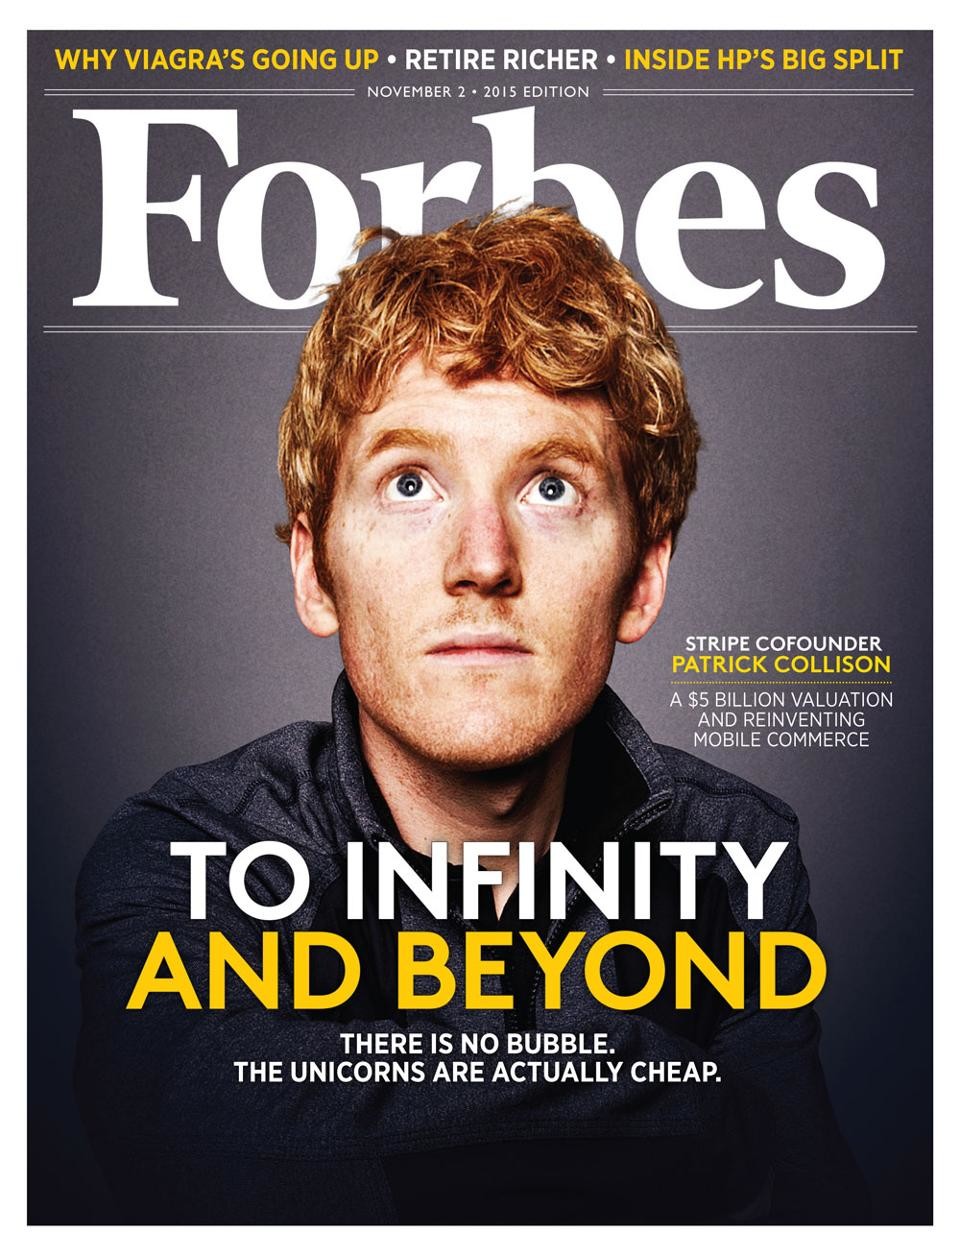 WHY VIAGRA'S GOING UP • RETIRE RICHER • INSIDE HP'S BIG SPLIT
NOVEMBER 2 • 2015 EDITION
Forbes
STRIPE COFOUNDER
PATRICK COLLISON
A $5 BILLION VALUATION
AND REINVENTING
MOBILE COMMERCE
TO INFINITY
AND BEYOND
THERE IS NO BUBBLE.
THE UNICORNS ARE ACTUALLY CHEAP.